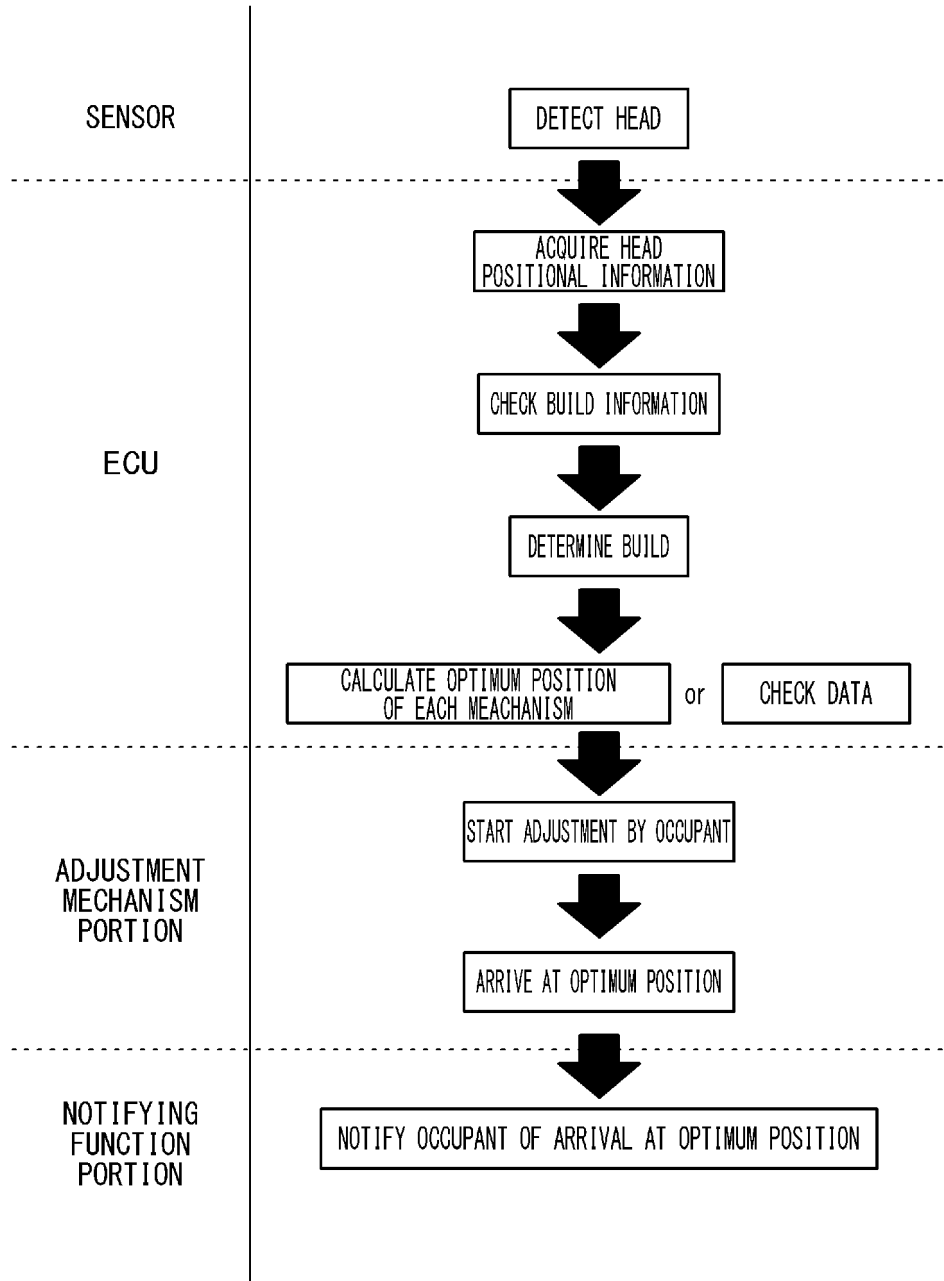 SENSOR
DETECT HEAD
ACQUIRE HEAD
POSITIONAL INFORMATION
CHECK BUILD INFORMATION
ECU
DETERMINE BUILD
CALCULATE OPTIMUM POSITION
OF EACH MEACHANISM
or
CHECK DATA
START ADJUSTMENT BY OCCUPANT
ADJUSTMENT
MECHANISM
PORTION
ARRIVE AT OPTIMUM POSITION
NOTIFYING
FUNCTION
PORTION
NOTIFY OCCUPANT OF ARRIVAL AT OPTIMUM POSITION